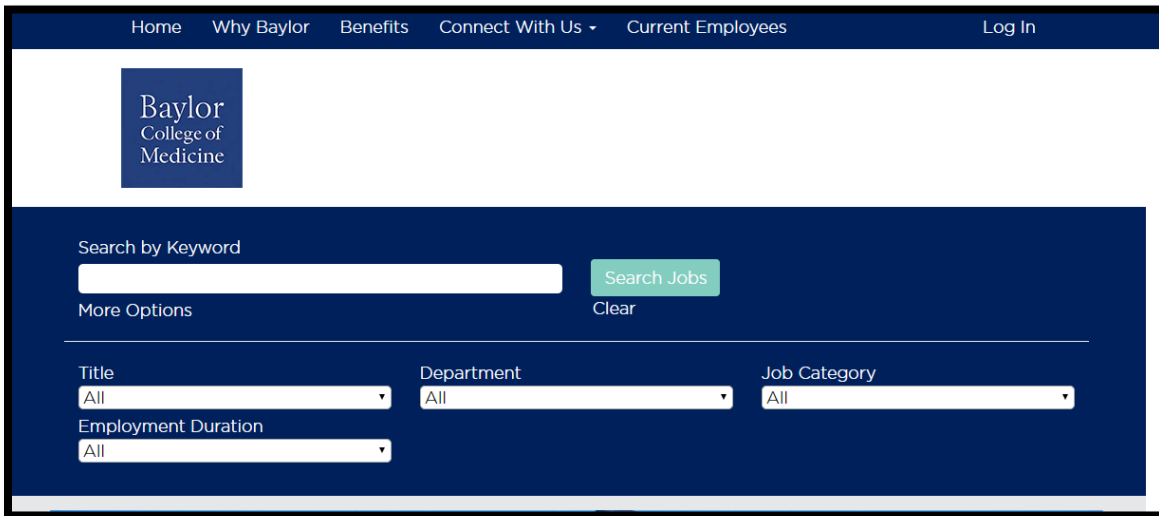 Home Why Baylor Benefits Connect With Us Current Employees Log In
Baylor
College of
Medicine
Search by Keyword
Search Jobs
More Options Clear
Title Department Job Category
All All All
Employment Duration
All